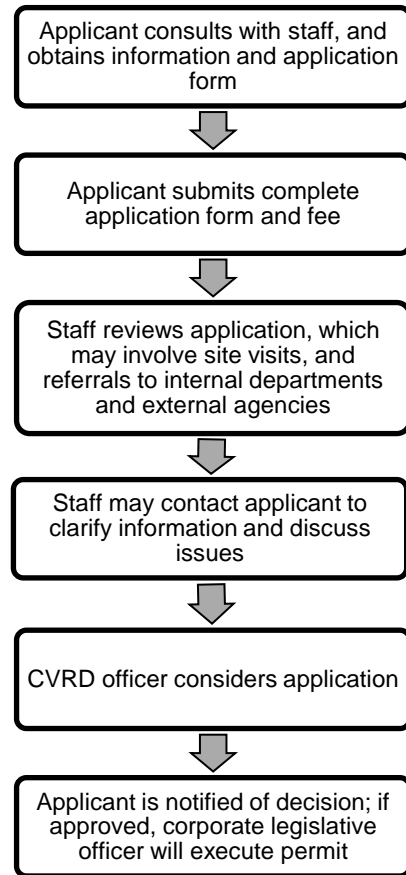 Applicant consults with staff, and
obtains information and application
form
Applicant submits complete
application form and fee
Staff reviews application, which
may involve site visits, and
referrals to internal departments
and external agencies
Staff may contact applicant to
clarify information and discuss
issues
CVRD officer considers application
Applicant is notified of decision; if
approved, corporate legislative
officer will execute permit